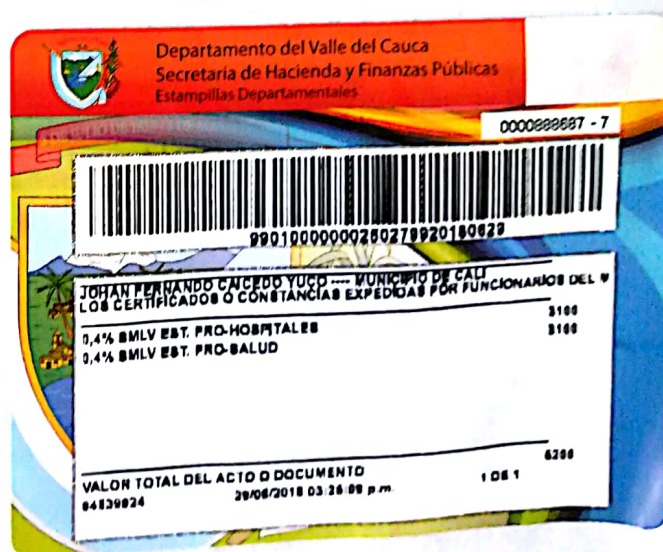 Departamento del Valle del Cauca
Secretaría de Hacienda y Finanzas Públicas
Estampillas Departamentales
0000888687 - 7
99010000000260279920180629
JOHAN FERNANDO CAICEDO YUCO ---- MUNICIPIO DE CALI
LOS CERTIFICADOS O CONSTANCIAS EXPEDIDAS POR FUNCIONARIOS DEL
0,4% SMLV EST. PRO-HOSPITALES 3100
0,4% SMLV EST. PRO-SALUD 3100
6200
VALOR TOTAL DEL ACTO O DOCUMENTO
04539824 29/06/2018 03:26:09 p.m. 1 DE 1